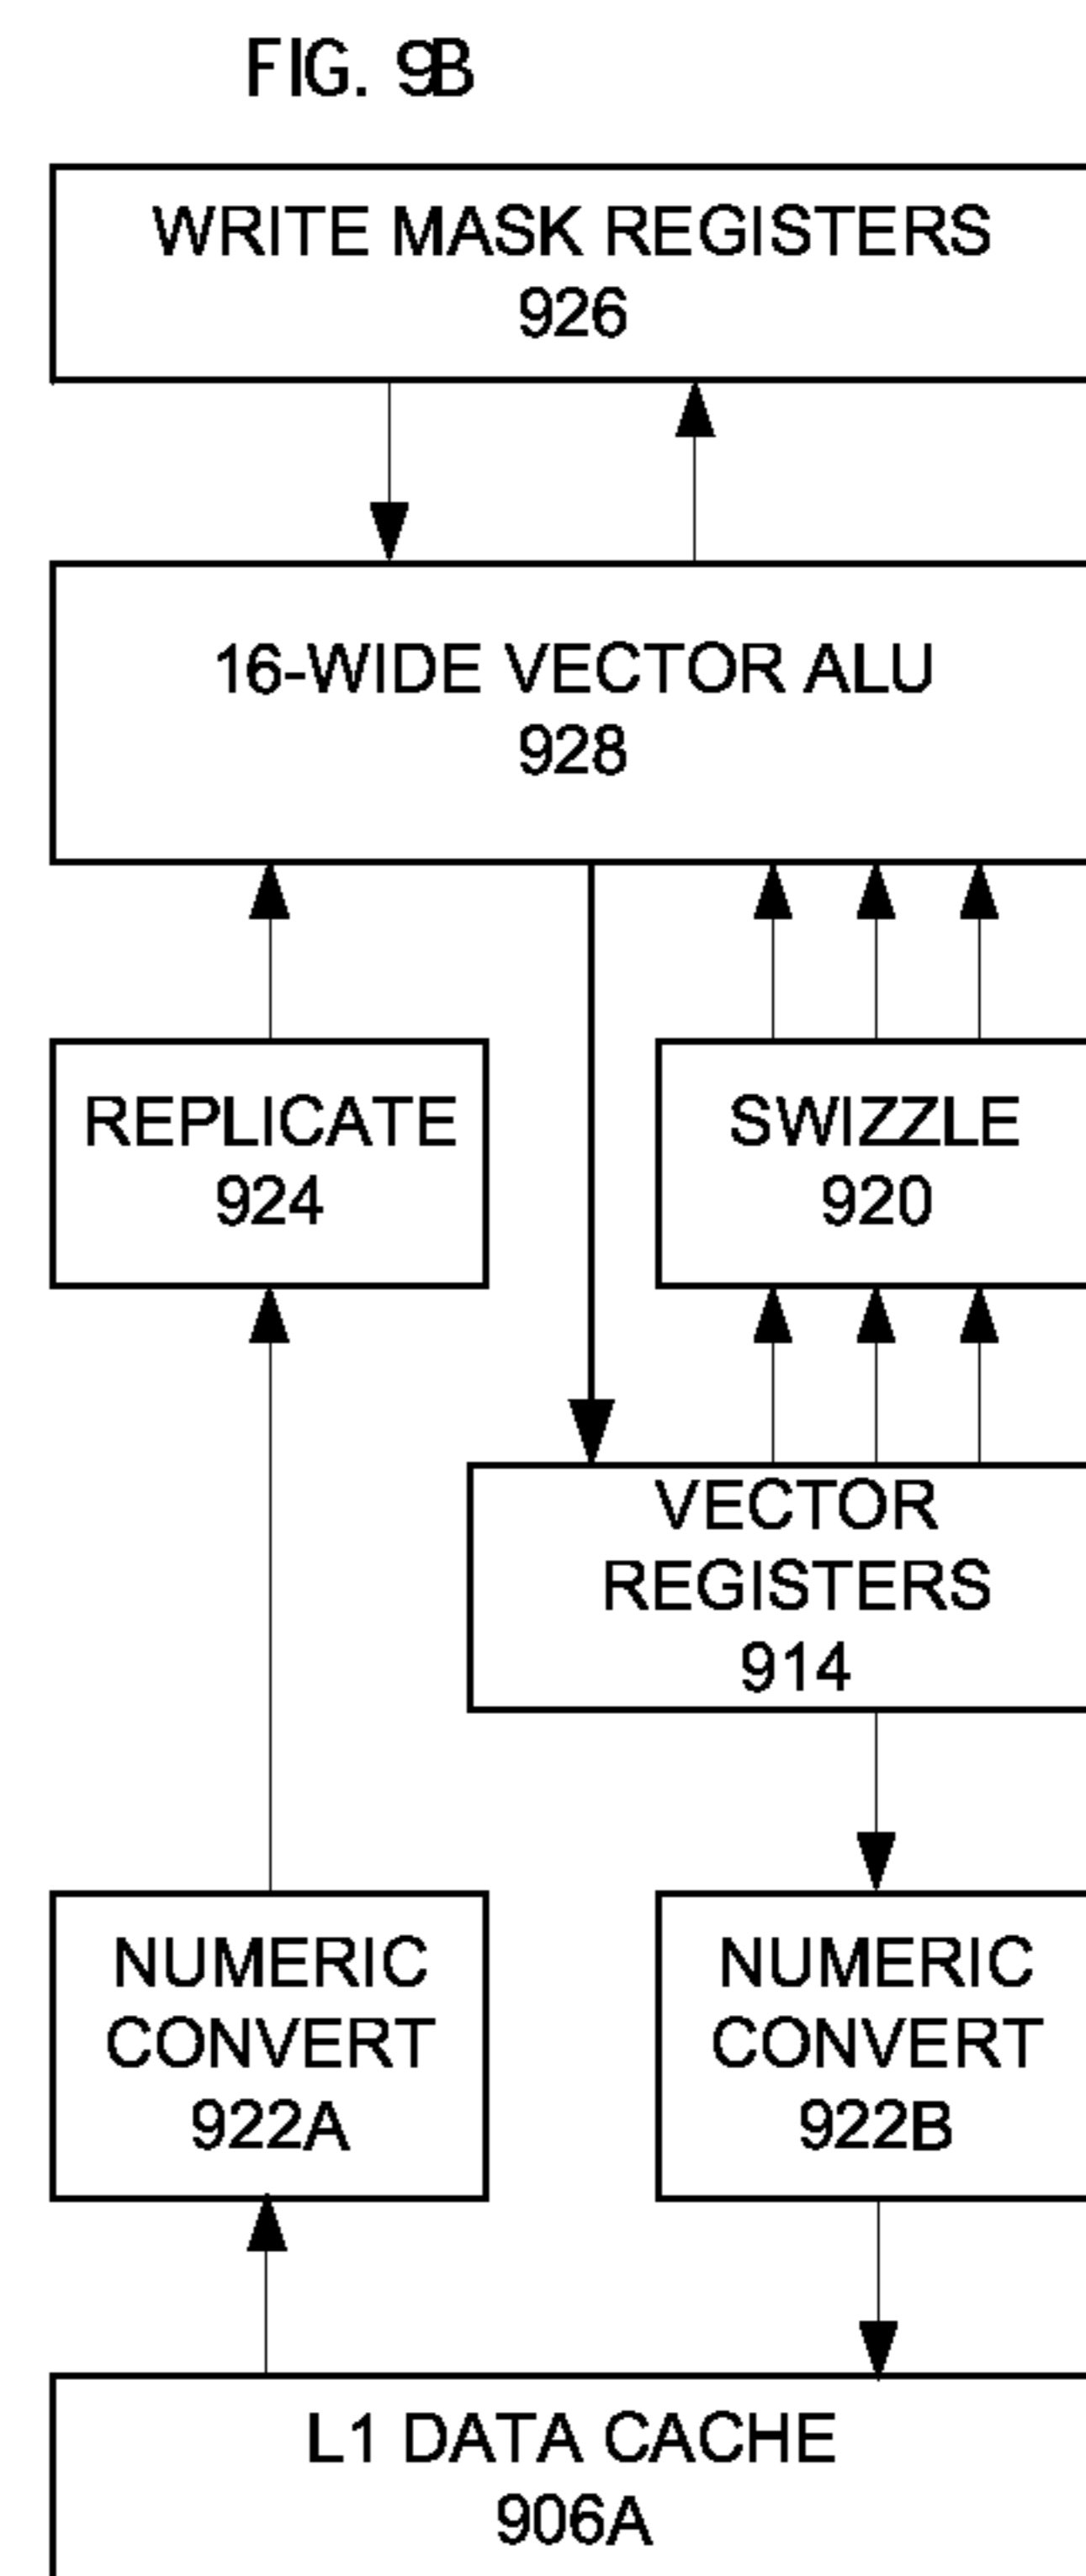 FIG. 9B
WRITE MASK REGISTERS
926
16-WIDE VECTOR ALU
928
REPLICATE
924
SWIZZLE
920
VECTOR
REGISTERS
914
NUMERIC
CONVERT
922A
NUMERIC
CONVERT
922B
L1 DATA CACHE
906A